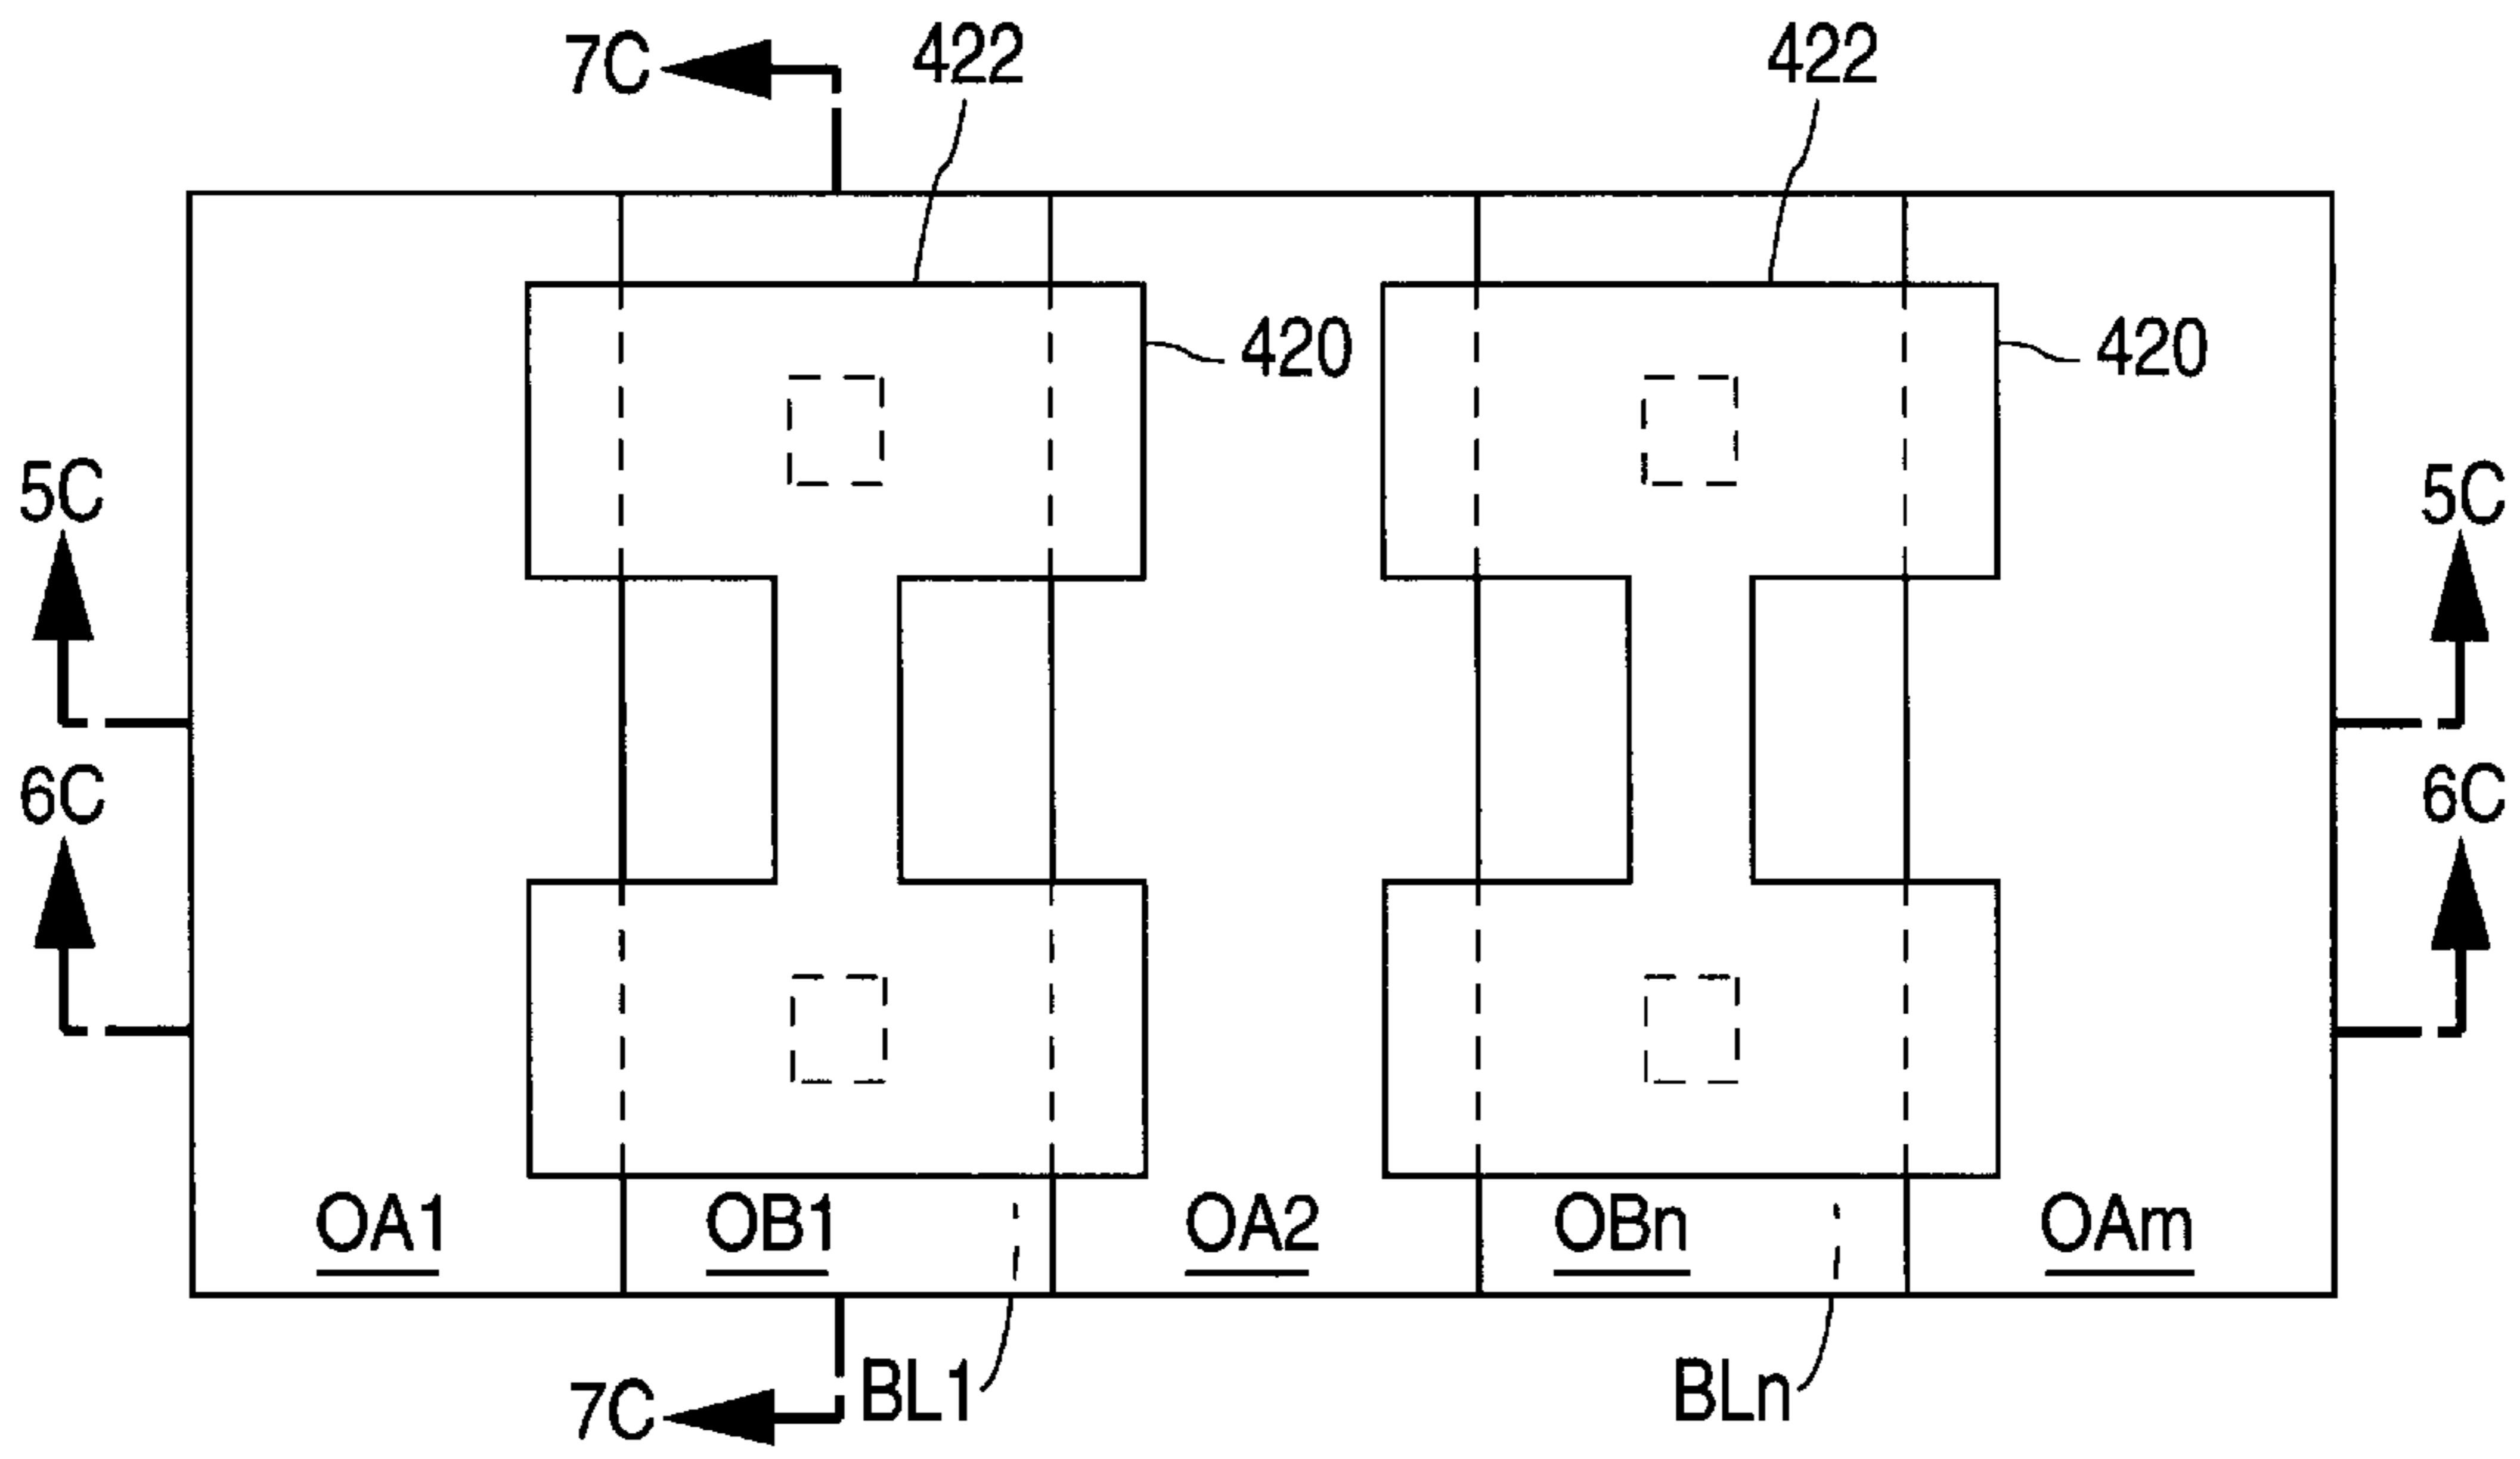 7C 422 422
420 420
5C 5C
6C 6C
OA1 OB1 OA2 OBn OAm
7C BL1 BLn